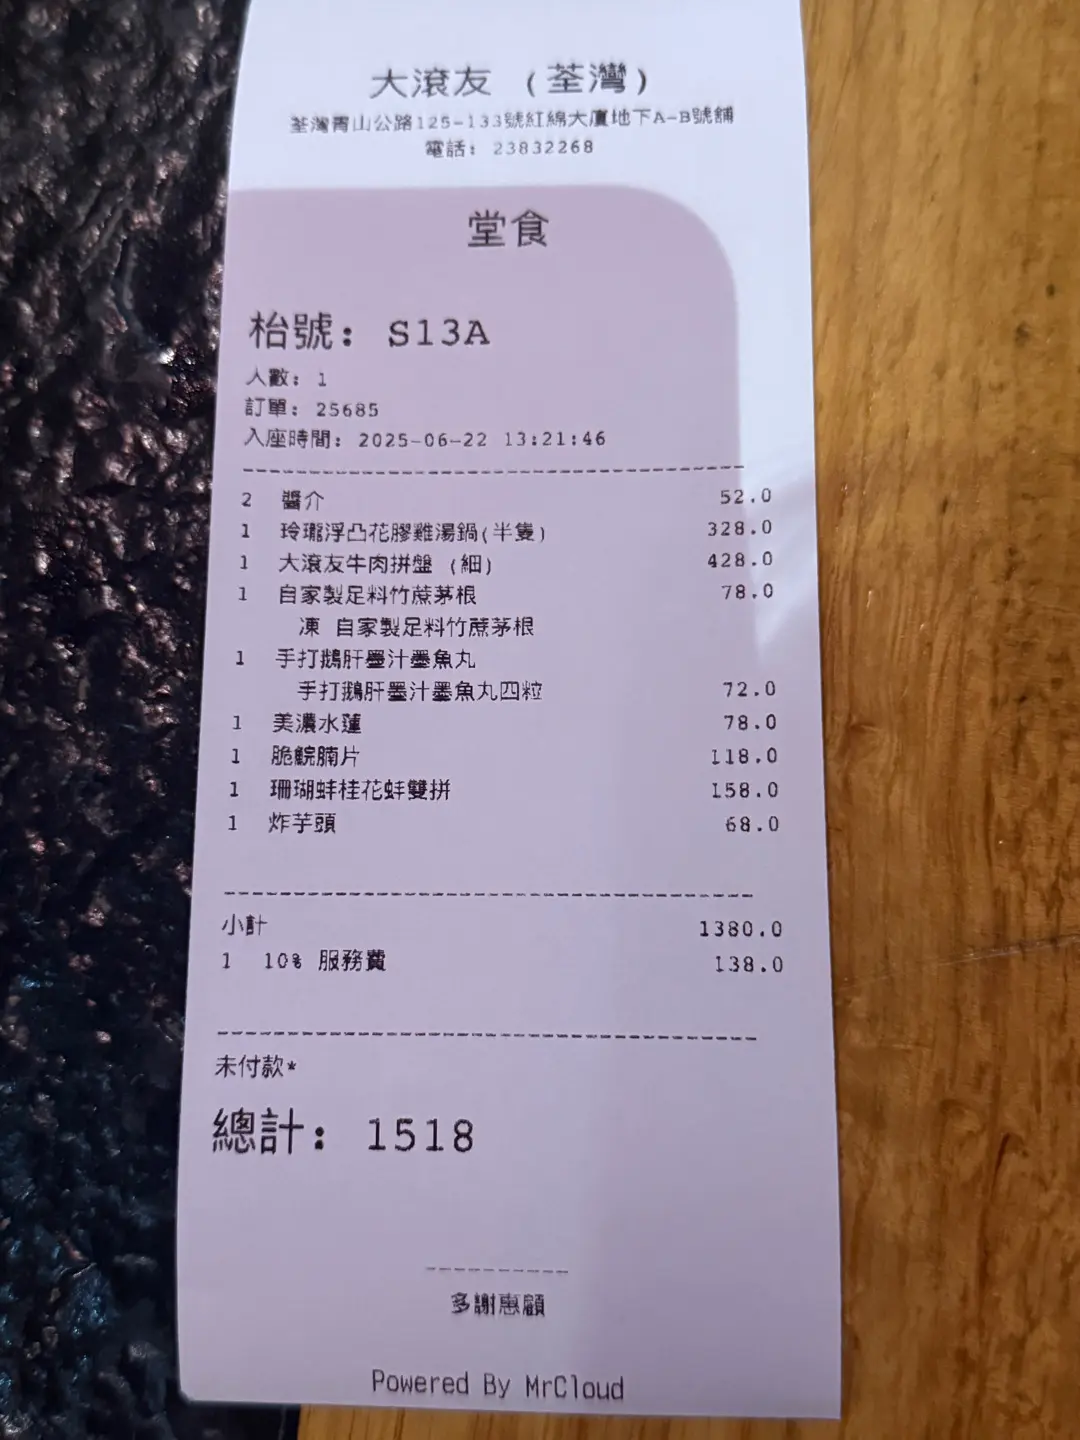 大滾友 (荃灣)
荃灣青山公路125-133號紅綿大廈地下A-B號舖
電話: 23832268
堂食
枱號: S13A
人數: 1
訂單: 25685
入座時間: 2025-06-22 13:21:46
2 醬介 52.0
1 玲瓏浮凸花膠雞湯鍋(半隻) 328.0
1 大滾友牛肉拼盤 (細) 428.0
1 自家製足料竹蔗茅根 78.0
凍 自家製足料竹蔗茅根
1 手打鵝肝墨汁墨魚丸
手打鵝肝墨汁墨魚丸四粒 72.0
1 美濃水蓮 78.0
1 脆鯇腩片 118.0
1 珊瑚蚌桂花蚌雙拼 158.0
1 炸芋頭 68.0
小計 1380.0
1 10% 服務費 138.0
未付款*
總計: 1518
多謝惠顧
Powered By MrCloud